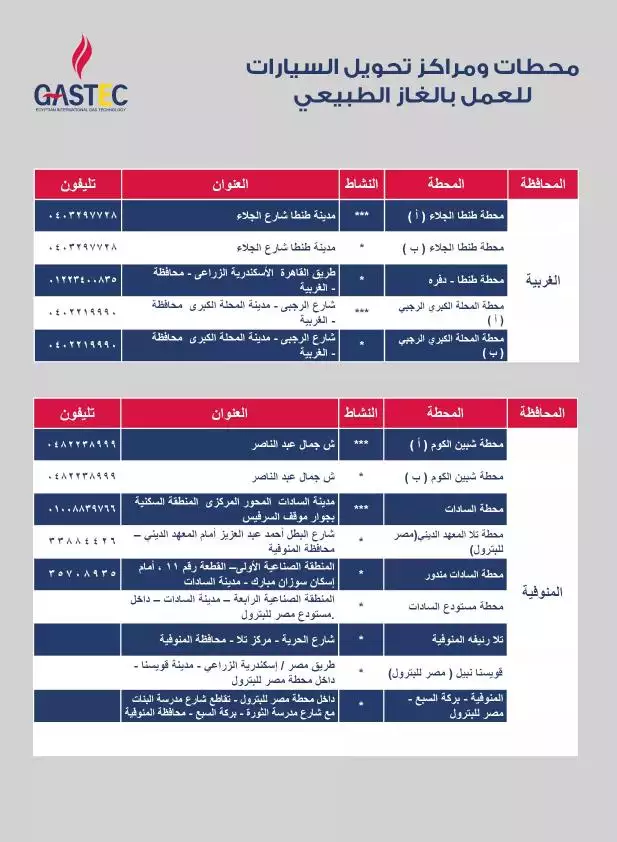 محطات ومراكز تحويل السيارات
للعمل بالغاز الطبيعي
GASTEC
EGYPTIAN INTERNATIONAL GAS TECHNOLOGY
المحافظة المحطة النشاط العنوان تليفون
الغربية
محطة طنطا الجلاء ( أ ) *** مدينة طنطا شارع الجلاء ٠٤٠٣٢٩٧٧٢٨
محطة طنطا الجلاء ( ب ) * مدينة طنطا شارع الجلاء ٠٤٠٣٢٩٧٧٢٨
محطة طنطا - دفره * طريق القاهرة الأسكندرية الزراعى - محافظة
- الغربية ٠١٢٢٣٤٠٠٨٣٥
محطة المحلة الكبري الرجبي
( أ ) *** شارع الرجبى - مدينة المحلة الكبرى محافظة
- الغربية ٠٤٠٢٢١٩٩٩٠
محطة المحلة الكبري الرجبي
( ب ) * شارع الرجبى - مدينة المحلة الكبرى محافظة
- الغربية ٠٤٠٢٢١٩٩٩٠
المحافظة المحطة النشاط العنوان تليفون
المنوفية
محطة شبين الكوم ( أ ) *** ش جمال عبد الناصر ٠٤٨٢٢٣٨٩٩٩
محطة شبين الكوم ( ب ) * ش جمال عبد الناصر ٠٤٨٢٢٣٨٩٩٩
محطة السادات *** مدينة السادات المحور المركزى المنطقة السكنية
بجوار موقف السرفيس ٠١٠٠٨٨٣٩٧٦٦
محطة تلا المعهد الديني(مصر
للبترول) * شارع البطل أحمد عبد العزيز أمام المعهد الديني –
محافظة المنوفية ٣٣٨٨٤٤٢٦
محطة السادات مندور * المنطقة الصناعية الأولى– القطعة رقم ١١ ، أمام
إسكان سوزان مبارك - مدينة السادات ٣٥٧٠٨٩٣٥
محطة مستودع السادات * المنطقة الصناعية الرابعة – مدينة السادات – داخل
.مستودع مصر للبترول
تلا رئيفه المنوفية * شارع الحرية - مركز تلا - محافظة المنوفية
قويسنا نبيل ( مصر للبترول) * طريق مصر / إسكندرية الزراعي - مدينة قويسنا -
داخل محطة مصر للبترول
المنوفية - بركة السبع -
مصر للبترول * داخل محطة مصر للبترول - تقاطع شارع مدرسة البنات
مع شارع مدرسة الثورة - بركة السبع - محافظة المنوفية